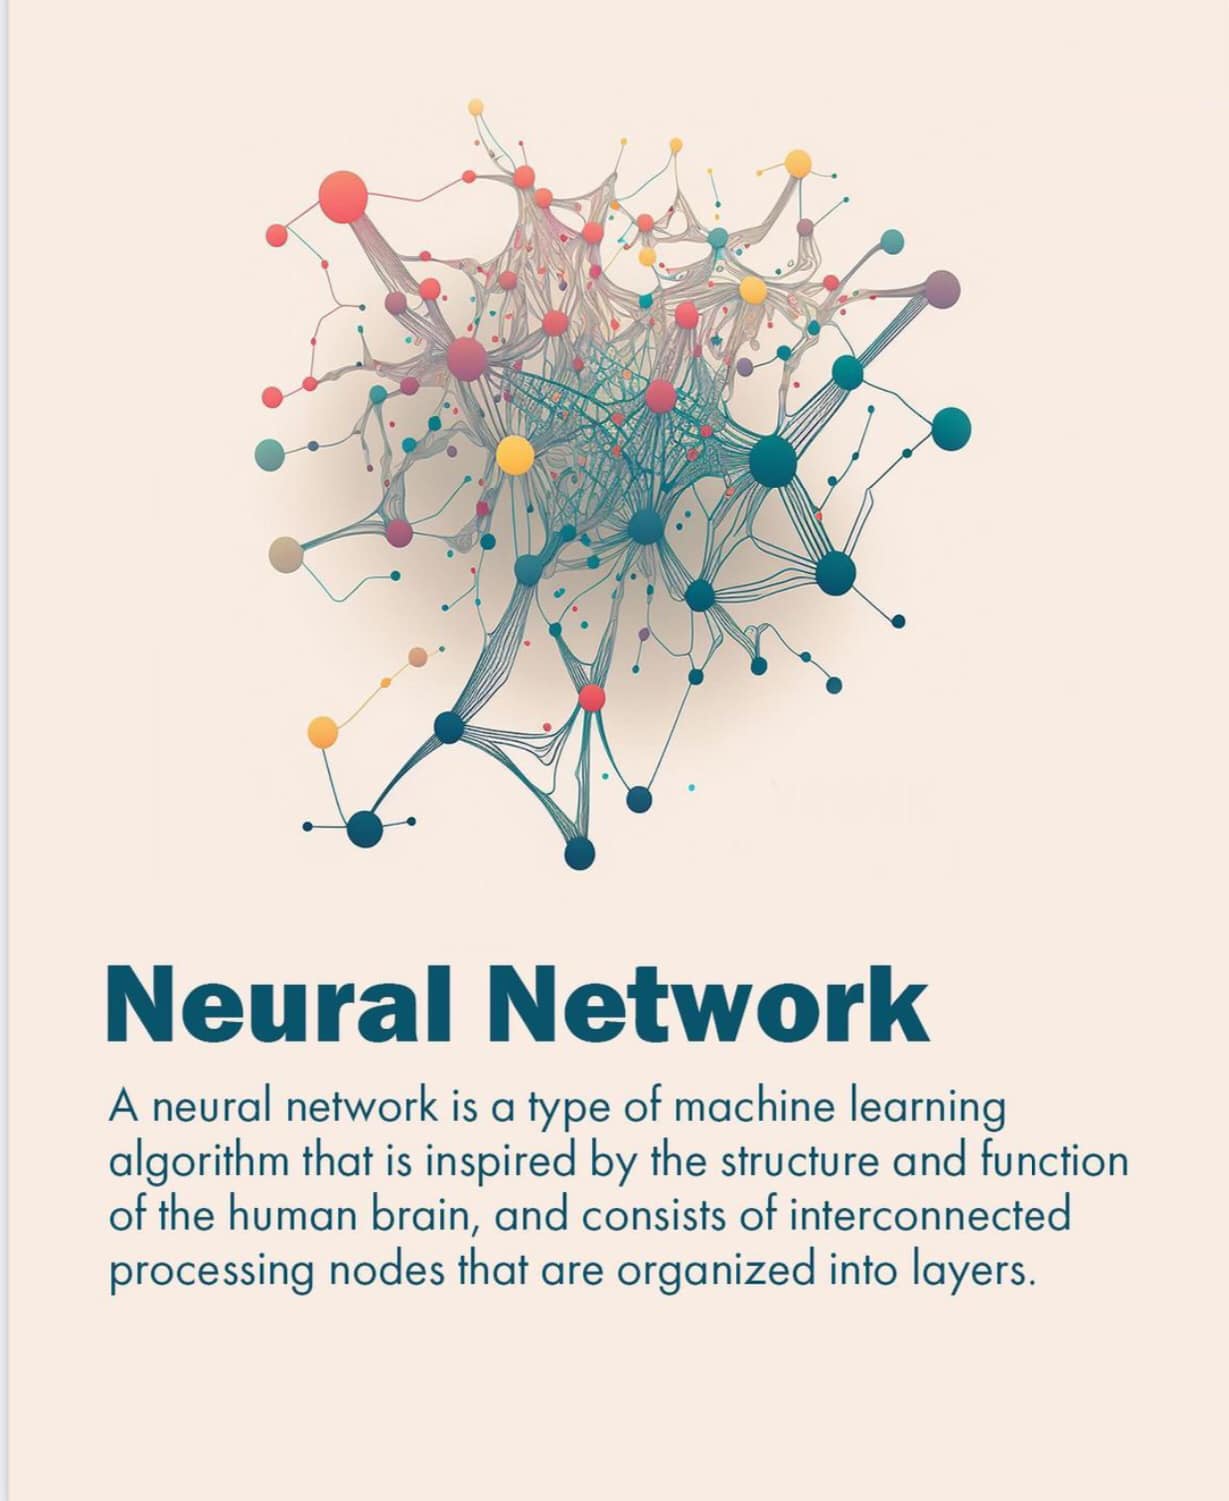 Neural Network
A neural network is a type of machine learning
algorithm that is inspired by the structure and function
of the human brain, and consists of interconnected
processing nodes that are organized into layers.